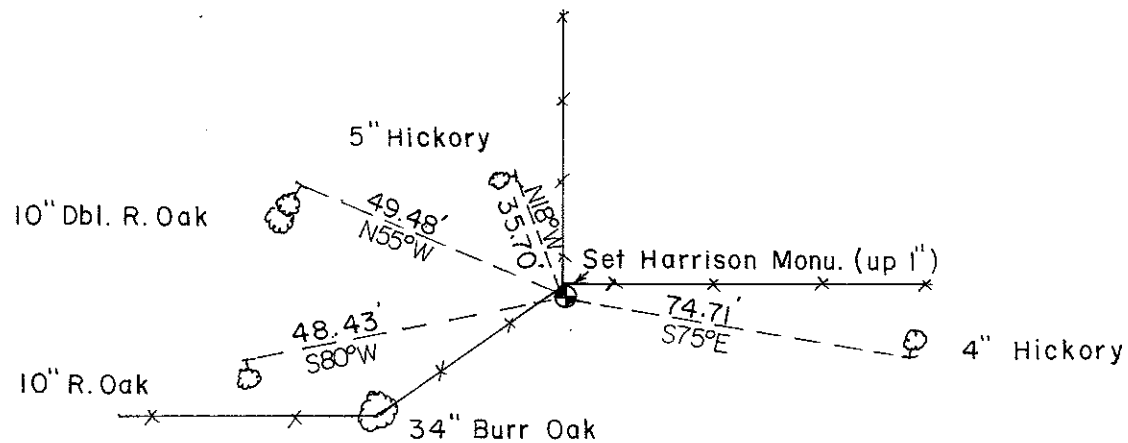 5" Hickory
10" Dbl. R. Oak
49.48'
N55°W
N18°W
35.70'
Set Harrison Monu. (up 1")
74.71'
S75°E
48.43'
S80°W
4" Hickory
10" R. Oak
34" Burr Oak